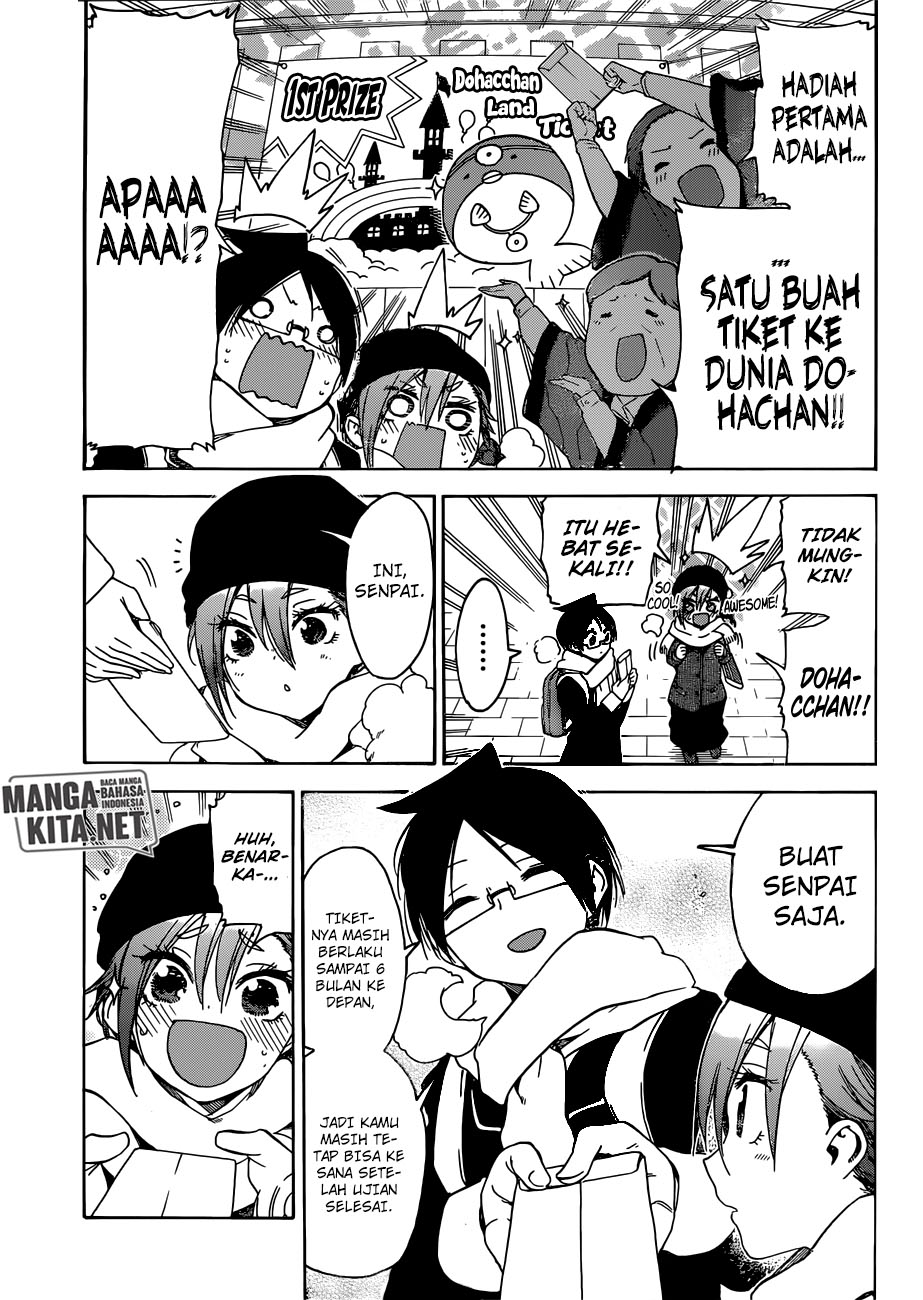 HADIAH
PERTAMA
ADALAH...
1ST PRIZE
Dohacchan
Land
Ticket
...
SATU BUAH
TIKET KE
DUNIA DO-
HACHAN!!
APAAA
AAAA!?
TIDAK
MUNG-
KIN!
DOHA-
CCHAN!!
ITU HE-
BAT SE-
KALI!!
SO
COOL!
AWESOME!
......
INI,
SENPAI.
BUAT
SENPAI
SAJA.
TIKET-
NYA MASIH
BERLAKU
SAMPAI 6
BULAN KE
DEPAN,
JADI KAMU
MASIH TE-
TAP BISA KE
SANA SETE-
LAH UJIAN
SELESAI.
HUH,
BENAR-
KA-...
MANGA
KITA.NET
BACA MANGA
BAHASA
INDONESIA